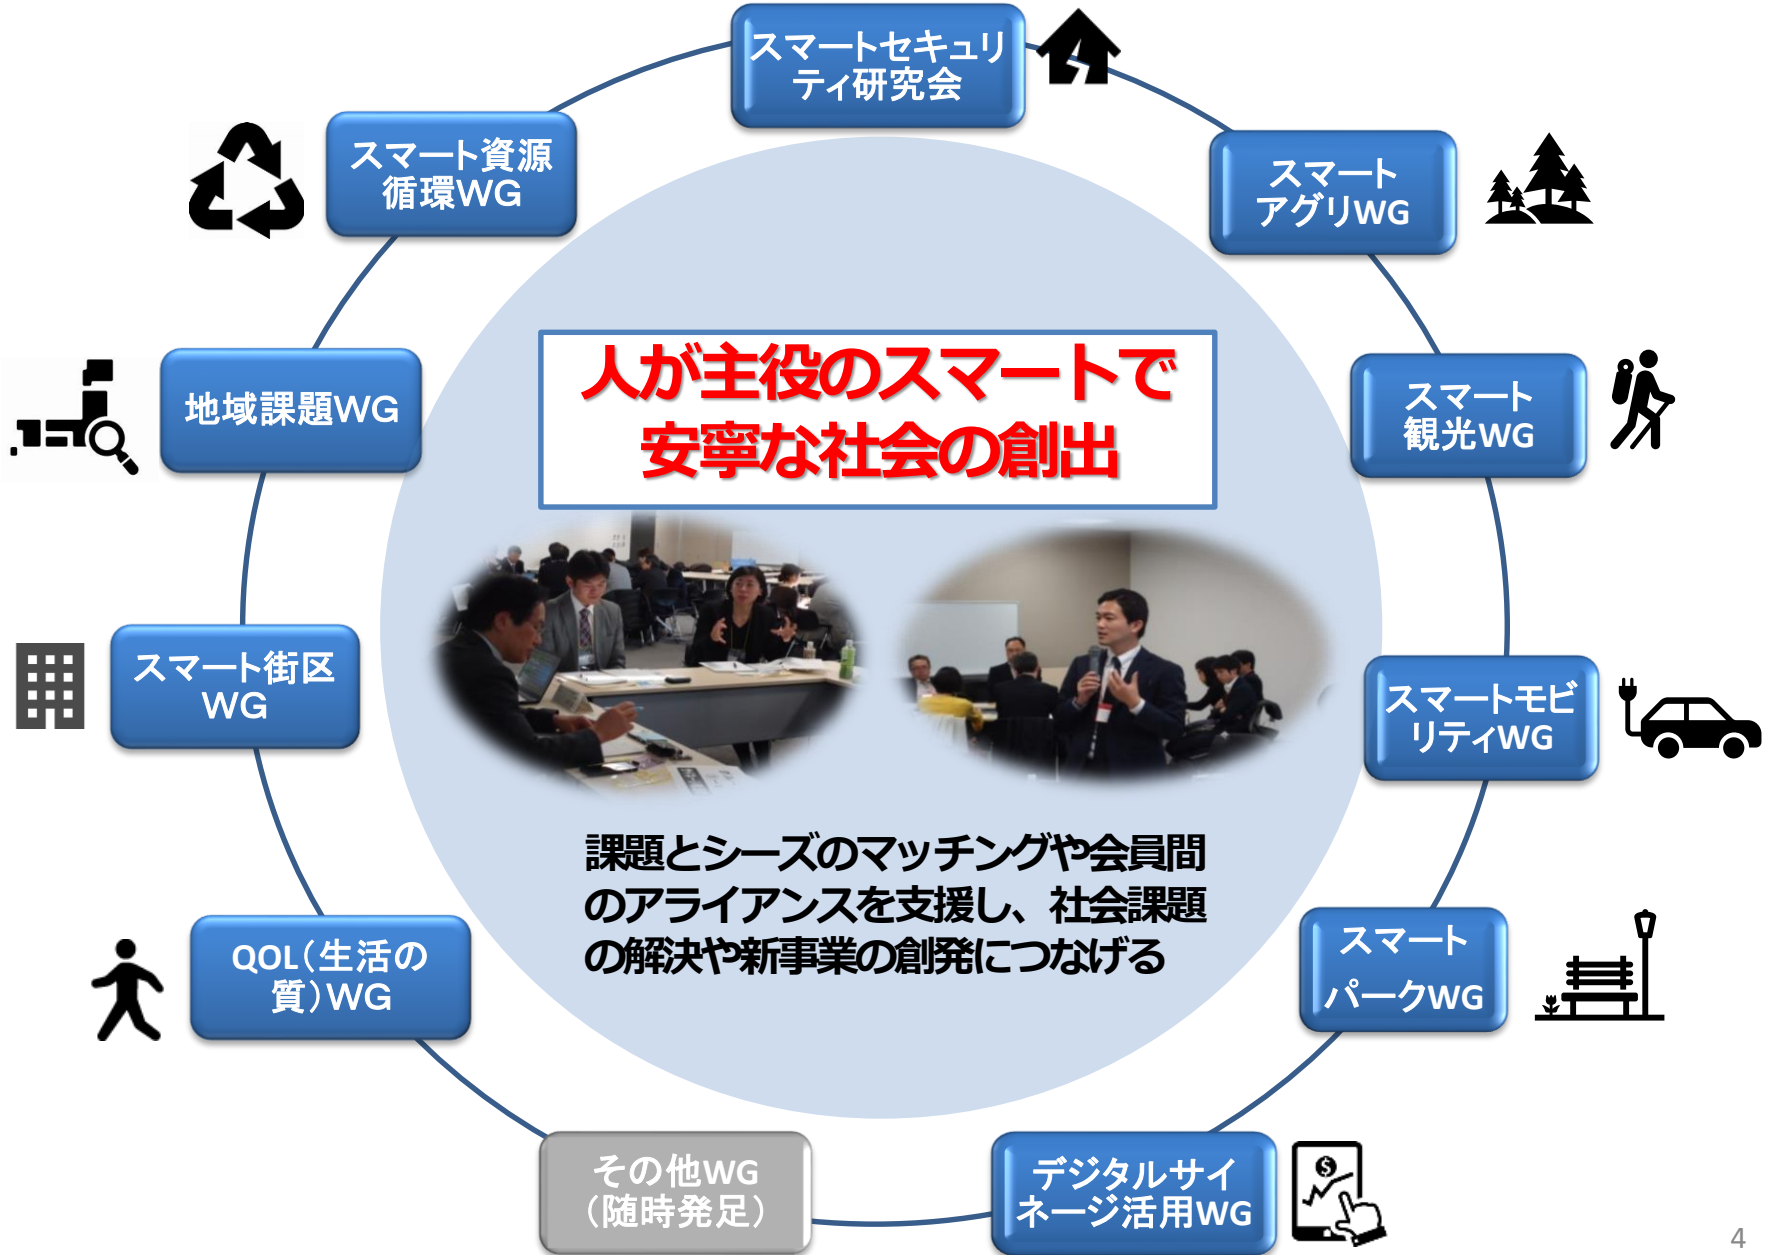 スマートセキュリ
ティ研究会
スマート資源
循環WG
スマート
アグリWG
人が主役のスマートで
安寧な社会の創出
地域課題WG
スマート
観光WG
スマート街区
WG
スマートモビ
リティWG
課題とシーズのマッチングや会員間
のアライアンスを支援し、社会課題
の解決や新事業の創発につなげる
QOL（生活の
質）WG
スマート
パークWG
その他WG
（随時発足）
デジタルサイ
ネージ活用WG
$
4